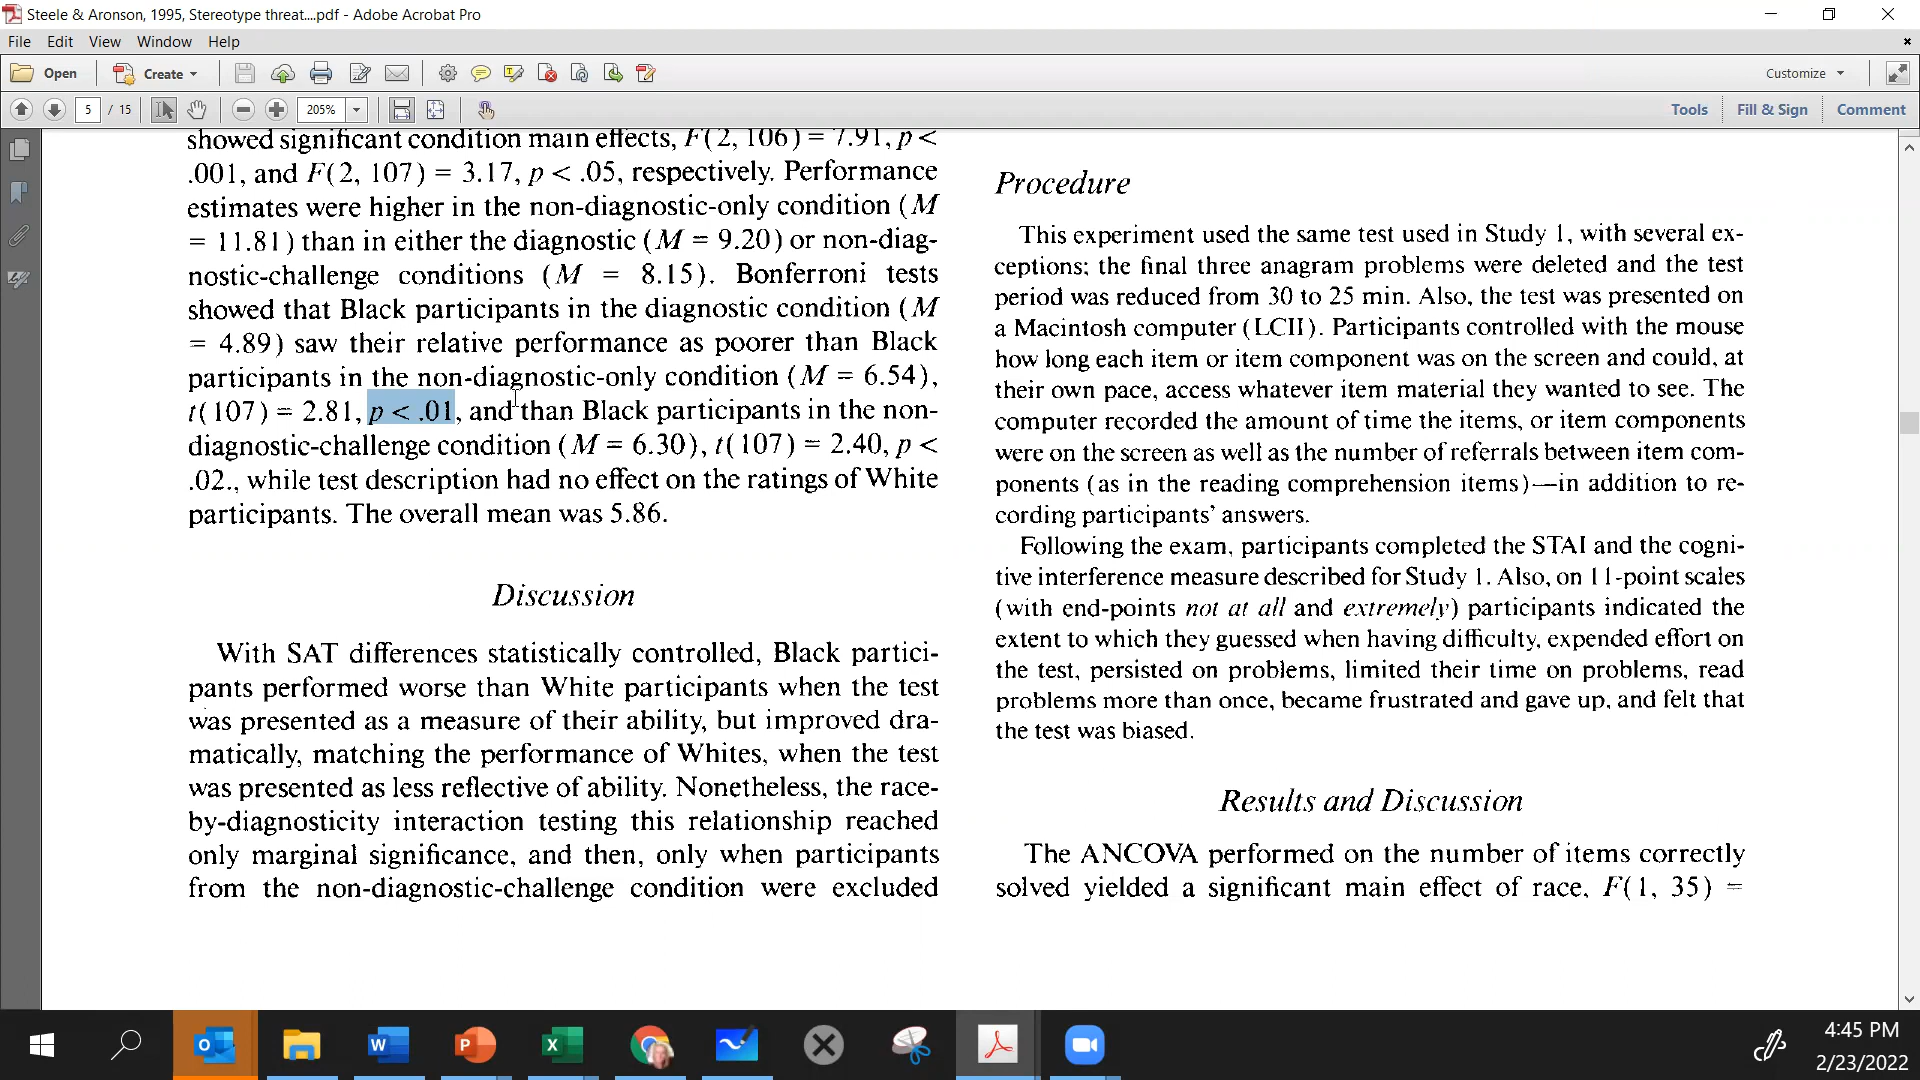 Steele & Aronson, 1995, Stereotype threat....pdf - Adobe Acrobat Pro
File Edit View Window Help
Open Create Customize
5 / 15 205% Tools Fill & Sign Comment
showed significant condition main effects, F(2, 106) = 7.91, p <
.001, and F(2, 107) = 3.17, p < .05, respectively. Performance
estimates were higher in the non-diagnostic-only condition (M
= 11.81) than in either the diagnostic (M = 9.20) or non-diag-
nostic-challenge conditions (M = 8.15). Bonferroni tests
showed that Black participants in the diagnostic condition (M
= 4.89) saw their relative performance as poorer than Black
participants in the non-diagnostic-only condition (M = 6.54),
t(107) = 2.81, p < .01, and than Black participants in the non-
diagnostic-challenge condition (M = 6.30), t(107) = 2.40, p <
.02., while test description had no effect on the ratings of White
participants. The overall mean was 5.86.
Discussion
With SAT differences statistically controlled, Black partici-
pants performed worse than White participants when the test
was presented as a measure of their ability, but improved dra-
matically, matching the performance of Whites, when the test
was presented as less reflective of ability. Nonetheless, the race-
by-diagnosticity interaction testing this relationship reached
only marginal significance, and then, only when participants
from the non-diagnostic-challenge condition were excluded
Procedure
This experiment used the same test used in Study 1, with several ex-
ceptions; the final three anagram problems were deleted and the test
period was reduced from 30 to 25 min. Also, the test was presented on
a Macintosh computer (LCII). Participants controlled with the mouse
how long each item or item component was on the screen and could, at
their own pace, access whatever item material they wanted to see. The
computer recorded the amount of time the items, or item components
were on the screen as well as the number of referrals between item com-
ponents (as in the reading comprehension items)—in addition to re-
cording participants' answers.
Following the exam, participants completed the STAI and the cogni-
tive interference measure described for Study 1. Also, on 11-point scales
(with end-points not at all and extremely) participants indicated the
extent to which they guessed when having difficulty, expended effort on
the test, persisted on problems, limited their time on problems, read
problems more than once, became frustrated and gave up, and felt that
the test was biased.
Results and Discussion
The ANCOVA performed on the number of items correctly
solved yielded a significant main effect of race, F(1, 35) =
4:45 PM
2/23/2022